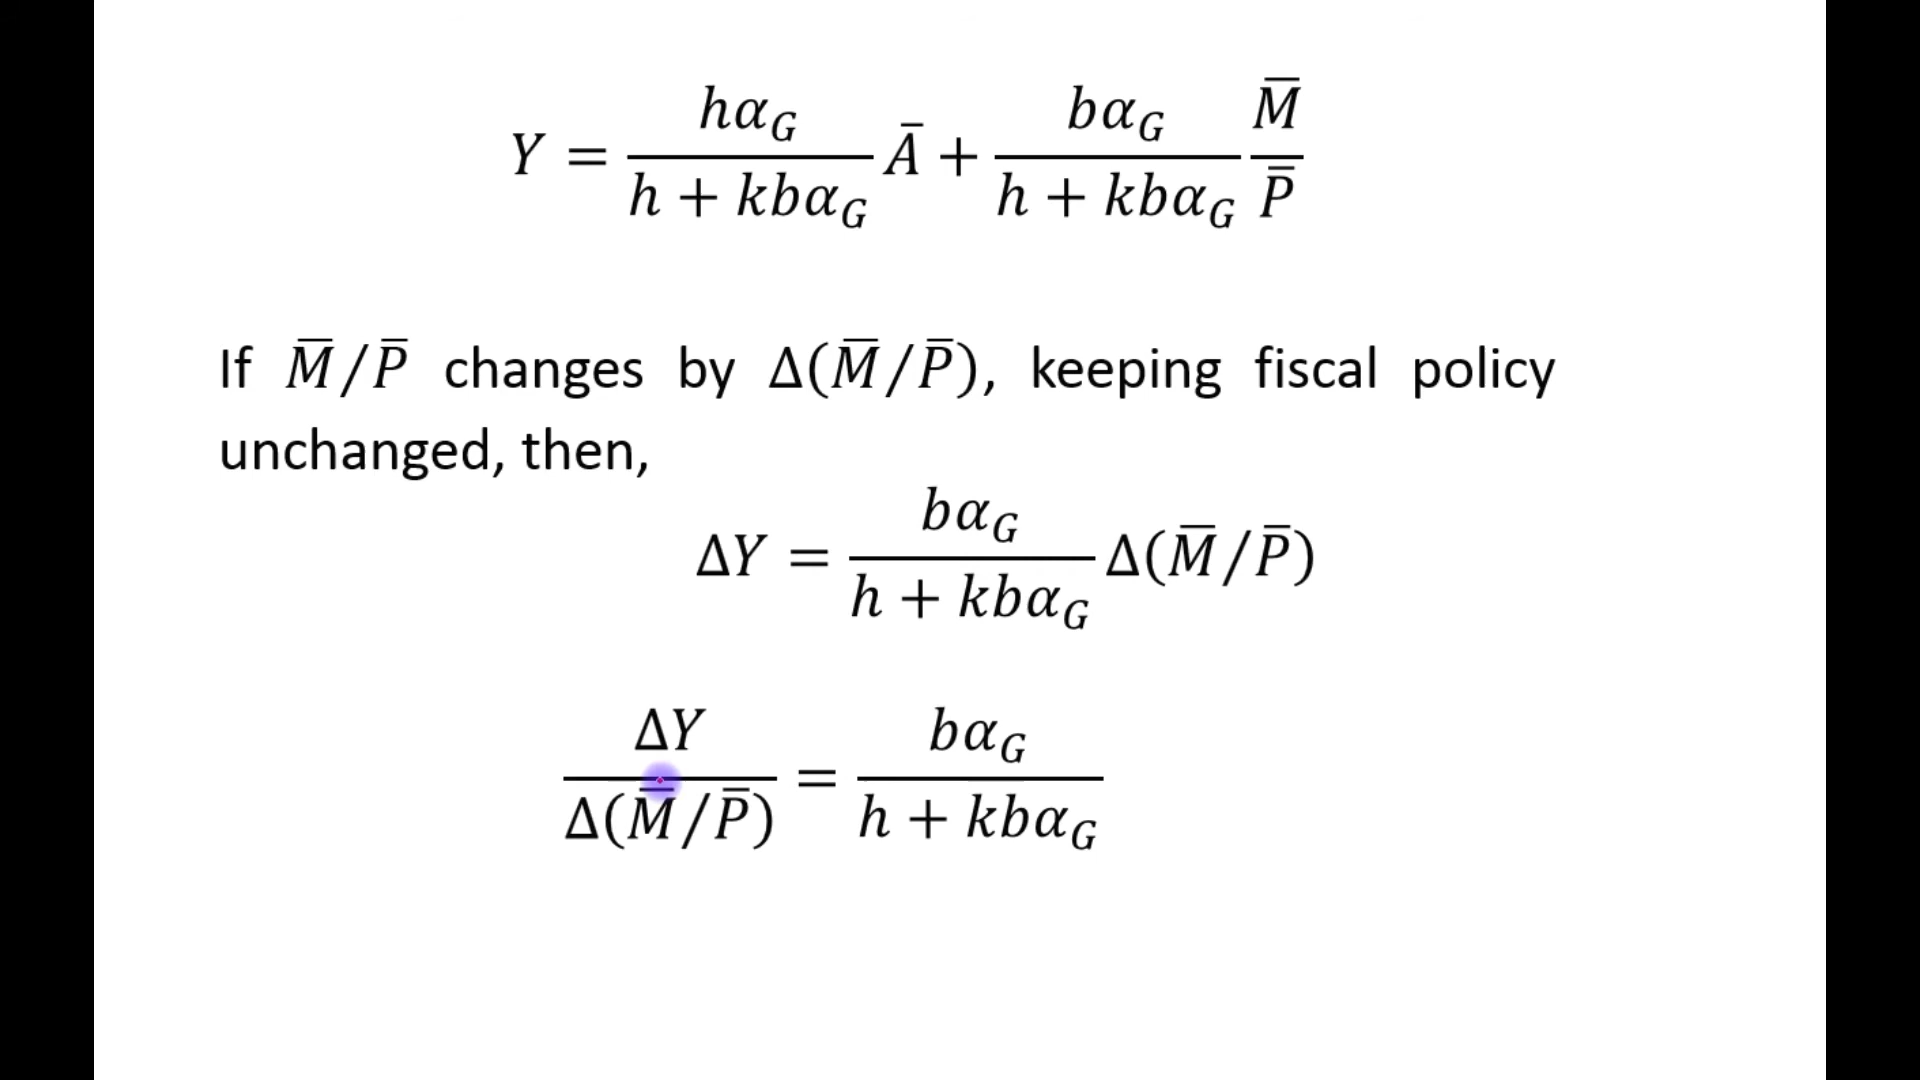 Y = hα_G / (h + kbα_G) Ā + bα_G / (h + kbα_G) M̄ / P̄
If M̄/P̄ changes by Δ(M̄/P̄), keeping fiscal policy
unchanged, then,
ΔY = bα_G / (h + kbα_G) Δ(M̄/P̄)
ΔY / Δ(M̄/P̄) = bα_G / (h + kbα_G)